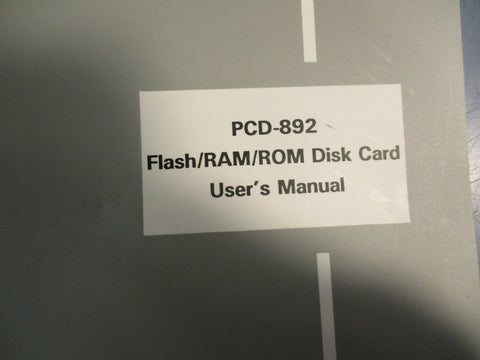 PCD-892
Flash/RAM/ROM Disk Card
User's Manual